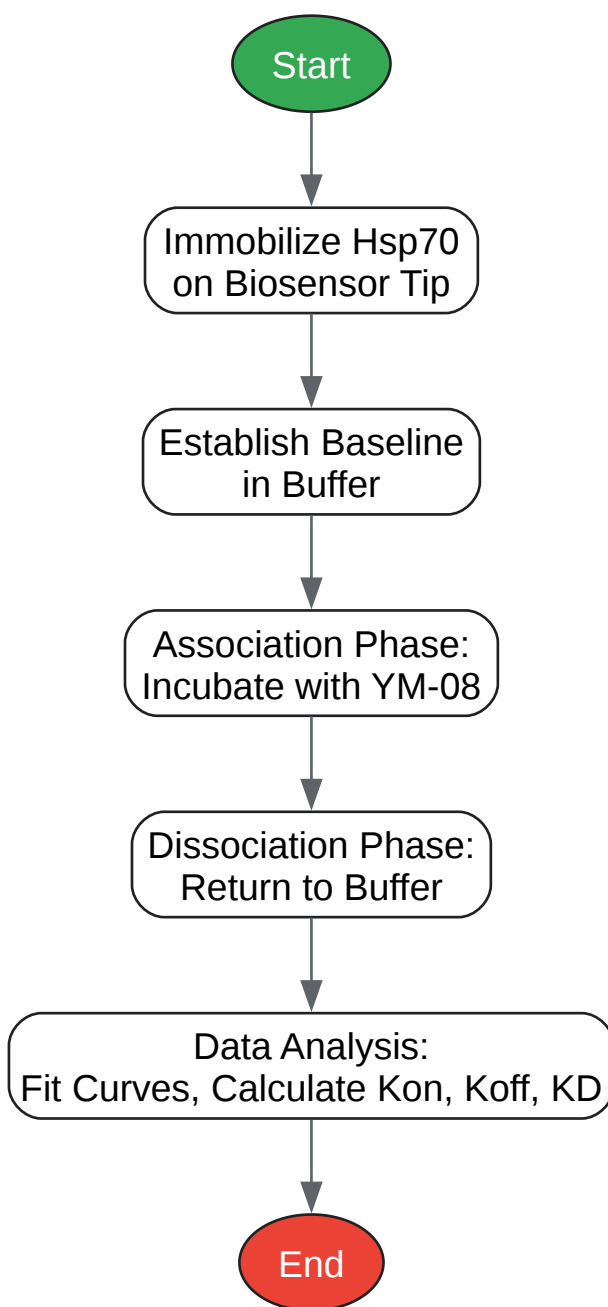 Start
Immobilize Hsp70
on Biosensor Tip
Establish Baseline
in Buffer
Association Phase:
Incubate with YM-08
Dissociation Phase:
Return to Buffer
Data Analysis:
Fit Curves, Calculate Kon, Koff, KD
End